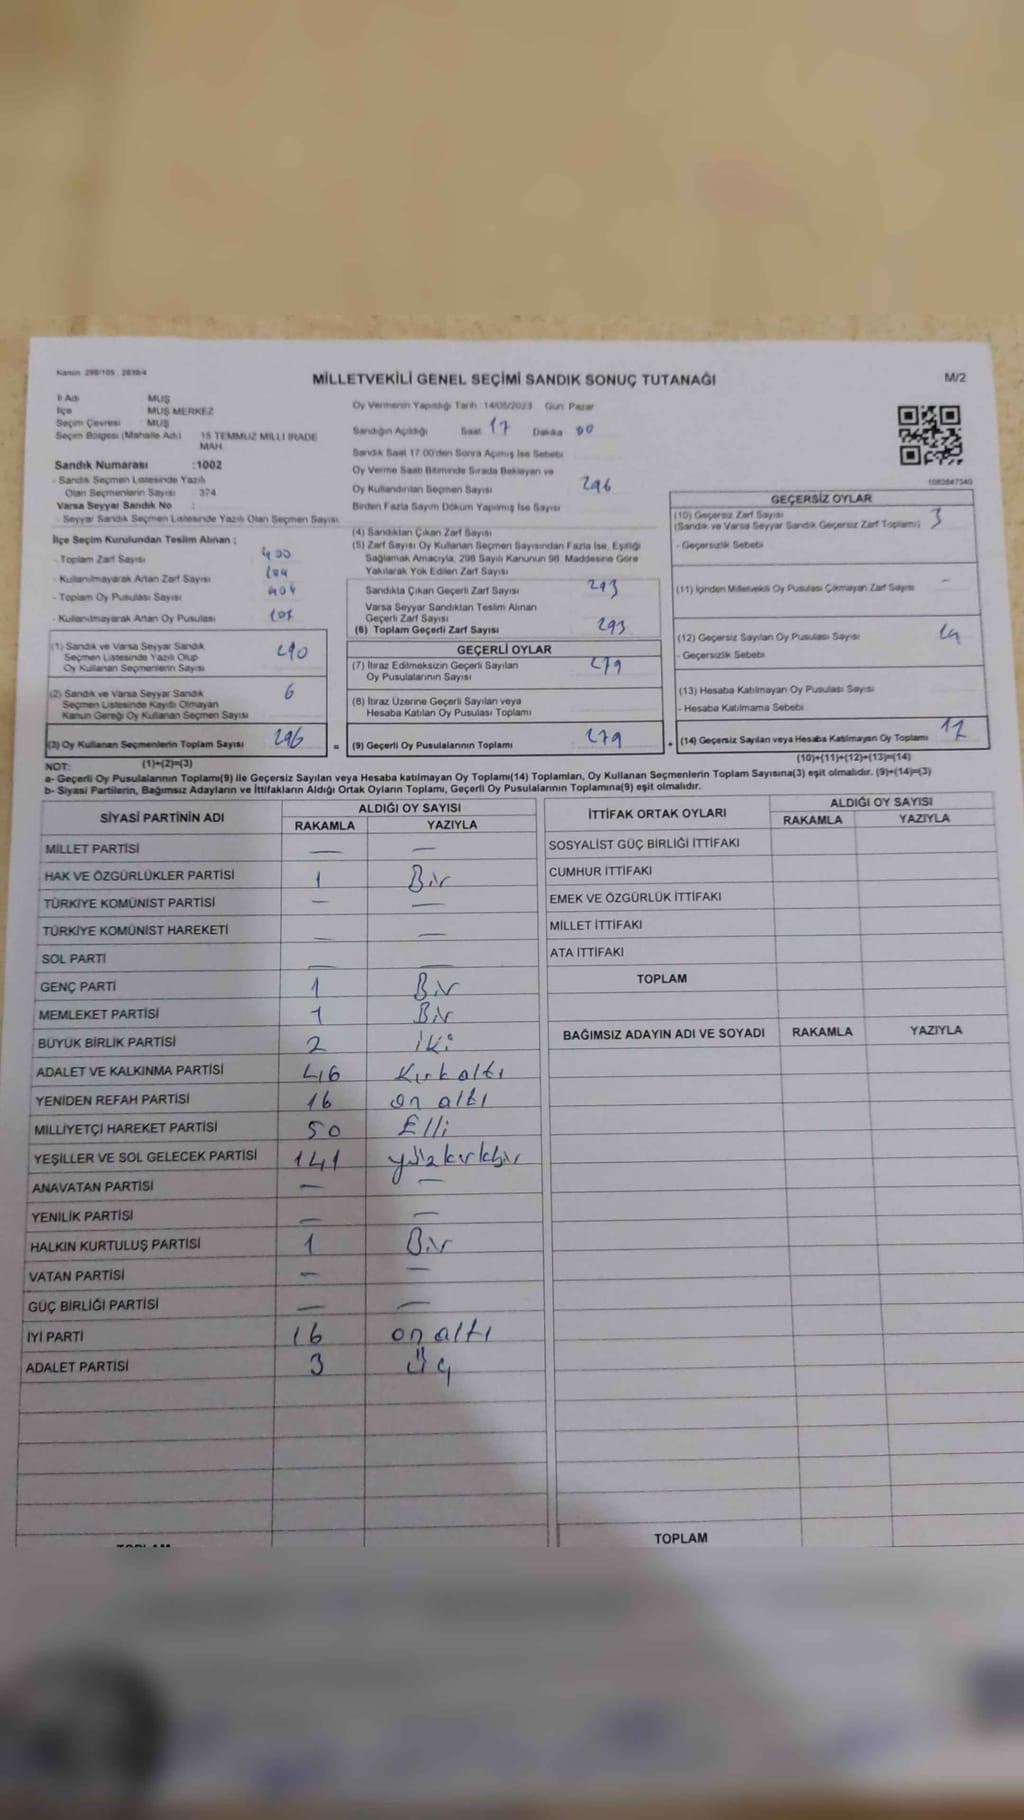 Kanun: 298/105 : 2839/4
MİLLETVEKİLİ GENEL SEÇİMİ SANDIK SONUÇ TUTANAĞI
M/2
İl Adı MUŞ
İlçe MUŞ MERKEZ
Seçim Çevresi MUŞ
Seçim Bölgesi (Mahalle Adı) 15 TEMMUZ MİLLİ İRADE MAH.
Sandık Numarası :1002
- Sandık Seçmen Listesinde Yazılı
Olan Seçmenlerin Sayısı 374
Varsa Seyyar Sandık No :
- Seyyar Sandık Seçmen Listesinde Yazılı Olan Seçmen Sayısı
Oy Vermenin Yapıldığı Tarih :14/05/2023 Gün: Pazar
Sandığın Açıldığı Saat 17 Dakika 00
Sandık Saat 17.00'den Sonra Açılmış İse Sebebi
Oy Verme Saati Bitiminde Sırada Bekleyen ve
Oy Kullandırılan Seçmen Sayısı
296
Birden Fazla Sayım Döküm Yapılmış İse Sayısı
İlçe Seçim Kurulundan Teslim Alınan :
- Toplam Zarf Sayısı 400
- Kullanılmayarak Artan Zarf Sayısı 104
- Toplam Oy Pusulası Sayısı 404
- Kullanılmayarak Artan Oy Pusulası
(4) Sandıktan Çıkan Zarf Sayısı
(5) Zarf Sayısı Oy Kullanan Seçmen Sayısından Fazla İse, Eşitliği
Sağlamak Amacıyla, 298 Sayılı Kanunun 98. Maddesine Göre
Yakılarak Yok Edilen Zarf Sayısı
Sandıkta Çıkan Geçerli Zarf Sayısı 293
Varsa Seyyar Sandıktan Teslim Alınan
Geçerli Zarf Sayısı
(6) Toplam Geçerli Zarf Sayısı 293
GEÇERSİZ OYLAR
(10) Geçersiz Zarf Sayısı 3
(Sandık ve Varsa Seyyar Sandık Geçersiz Zarf Toplamı)
- Geçersizlik Sebebi
(11) İçinden Milletvekili Oy Pusulası Çıkmayan Zarf Sayısı -
(12) Geçersiz Sayılan Oy Pusulası Sayısı 14
- Geçersizlik Sebebi
(13) Hesaba Katılmayan Oy Pusulası Sayısı
- Hesaba Katılmama Sebebi
(1) Sandık ve Varsa Seyyar Sandık
Seçmen Listesinde Yazılı Olup
Oy Kullanan Seçmenlerin Sayısı
290
(2) Sandık ve Varsa Seyyar Sandık
Seçmen Listesinde Kayıtlı Olmayan
Kanun Gereği Oy Kullanan Seçmen Sayısı
6
GEÇERLİ OYLAR
(7) İtiraz Edilmeksizin Geçerli Sayılan
Oy Pusulalarının Sayısı
279
(8) İtiraz Üzerine Geçerli Sayılan veya
Hesaba Katılan Oy Pusulası Toplamı
(3) Oy Kullanan Seçmenlerin Toplam Sayısı 296 = (9) Geçerli Oy Pusulalarının Toplamı 279 + (14) Geçersiz Sayılan veya Hesaba Katılmayan Oy Toplamı 17
NOT: (1)+(2)=(3) (10)+(11)+(12)+(13)=(14)
a- Geçerli Oy Pusulalarının Toplamı(9) ile Geçersiz Sayılan veya Hesaba katılmayan Oy Toplamı(14) Toplamları, Oy Kullanan Seçmenlerin Toplam Sayısına(3) eşit olmalıdır. (9)+(14)=(3)
b- Siyasi Partilerin, Bağımsız Adayların ve İttifakların Aldığı Ortak Oyların Toplamı, Geçerli Oy Pusulalarının Toplamına(9) eşit olmalıdır.
SİYASİ PARTİNİN ADI ALDIĞI OY SAYISI
RAKAMLA YAZIYLA
MİLLET PARTİSİ — —
HAK VE ÖZGÜRLÜKLER PARTİSİ 1 Bir
TÜRKİYE KOMÜNİST PARTİSİ — —
TÜRKİYE KOMÜNİST HAREKETİ — —
SOL PARTİ — —
GENÇ PARTİ 1 Bir
MEMLEKET PARTİSİ 1 Bir
BÜYÜK BİRLİK PARTİSİ 2 iki
ADALET VE KALKINMA PARTİSİ 46 Kırkaltı
YENİDEN REFAH PARTİSİ 16 on altı
MİLLİYETÇİ HAREKET PARTİSİ 50 Elli
YEŞİLLER VE SOL GELECEK PARTİSİ 141 yüzkırkbir
ANAVATAN PARTİSİ — —
YENİLİK PARTİSİ — —
HALKIN KURTULUŞ PARTİSİ 1 Bir
VATAN PARTİSİ — —
GÜÇ BİRLİĞİ PARTİSİ — —
İYİ PARTİ 16 on altı
ADALET PARTİSİ 3 Üç
İTTİFAK ORTAK OYLARI ALDIĞI OY SAYISI
RAKAMLA YAZIYLA
SOSYALİST GÜÇ BİRLİĞİ İTTİFAKI
CUMHUR İTTİFAKI
EMEK VE ÖZGÜRLÜK İTTİFAKI
MİLLET İTTİFAKI
ATA İTTİFAKI
TOPLAM
BAĞIMSIZ ADAYIN ADI VE SOYADI RAKAMLA YAZIYLA
TOPLAM